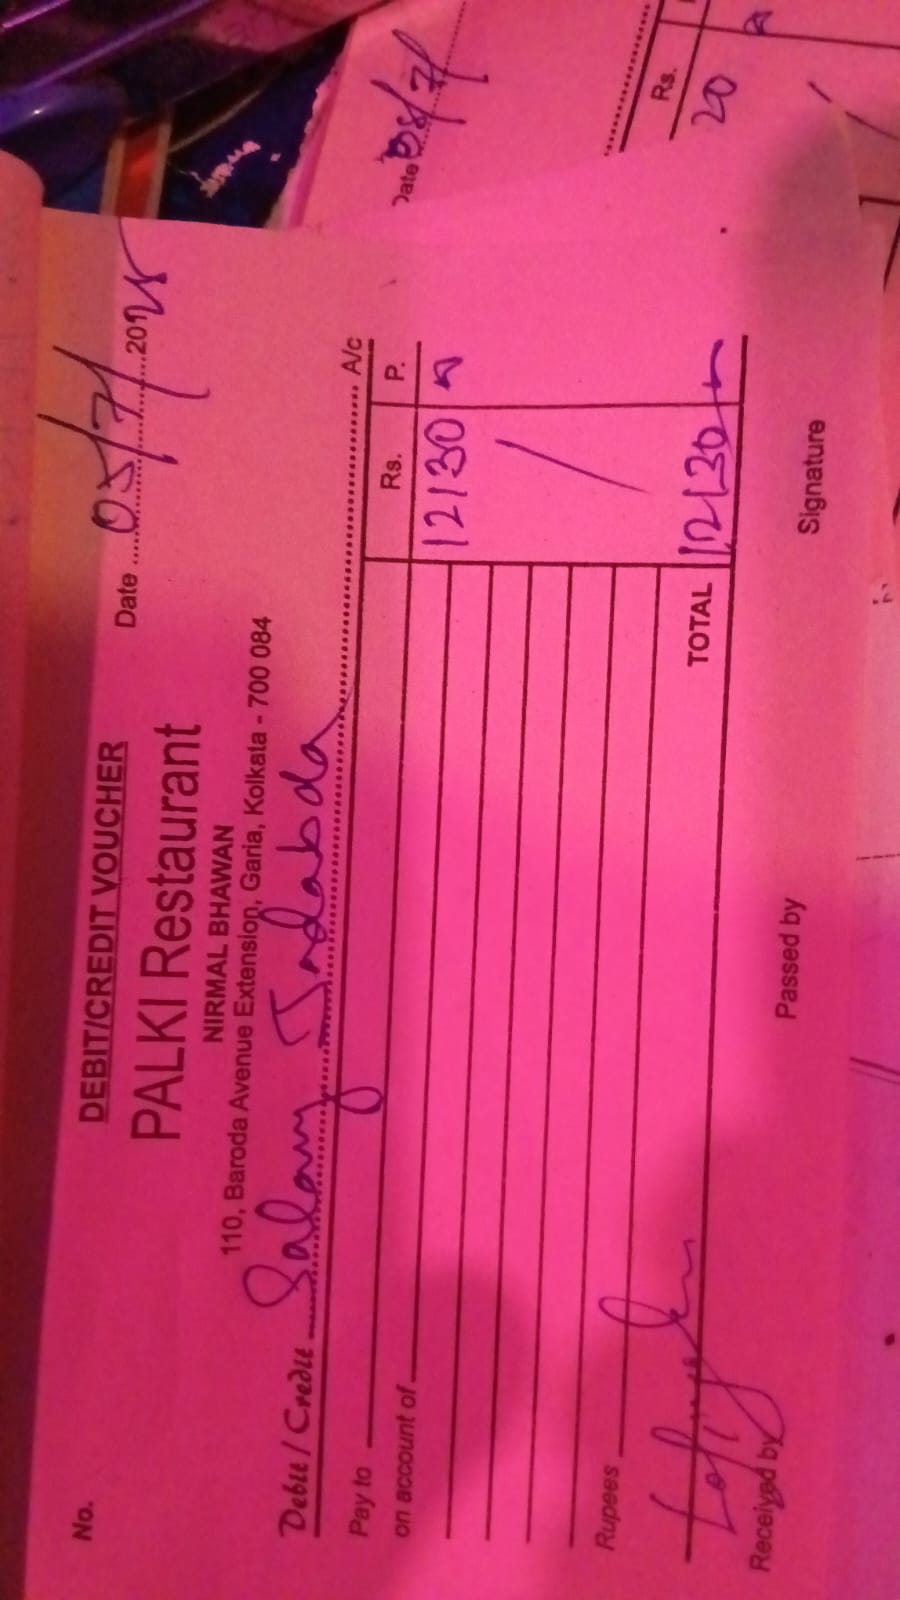 No.
DEBIT/CREDIT VOUCHER
Date 05/7/2025
PALKI Restaurant
NIRMAL BHAWAN
110, Baroda Avenue Extension, Garia, Kolkata - 700 084
Debit / Credit Salary A/c
Pay to
Rs. P.
on account of
12130
Rupees
TOTAL 12130
Received by
Passed by
Signature
Date 08/7/
Rs.
20